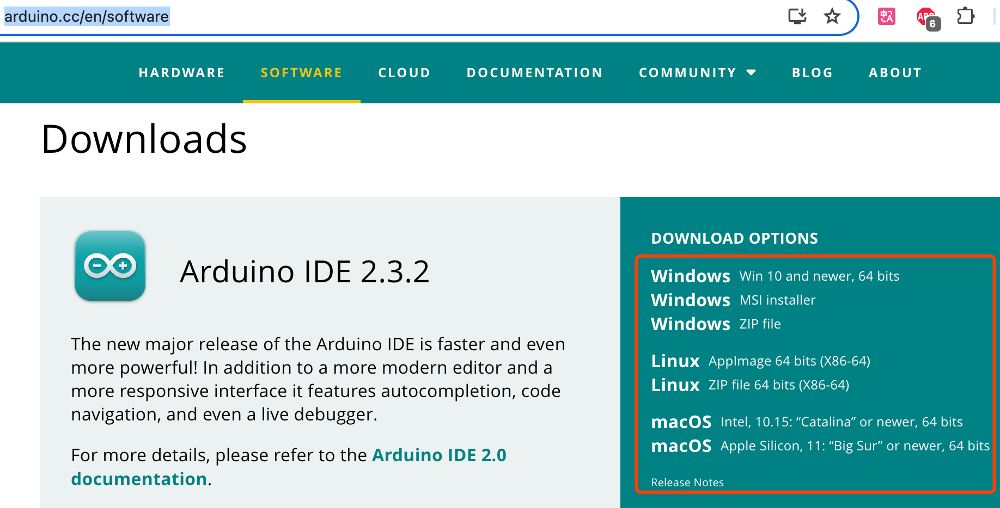 arduino.cc/en/software
6
HARDWARE SOFTWARE CLOUD DOCUMENTATION COMMUNITY BLOG ABOUT
Downloads
Arduino IDE 2.3.2
The new major release of the Arduino IDE is faster and even
more powerful! In addition to a more modern editor and a
more responsive interface it features autocompletion, code
navigation, and even a live debugger.
For more details, please refer to the Arduino IDE 2.0
documentation.
DOWNLOAD OPTIONS
Windows Win 10 and newer, 64 bits
Windows MSI installer
Windows ZIP file
Linux AppImage 64 bits (X86-64)
Linux ZIP file 64 bits (X86-64)
macOS Intel, 10.15: “Catalina” or newer, 64 bits
macOS Apple Silicon, 11: “Big Sur” or newer, 64 bits
Release Notes